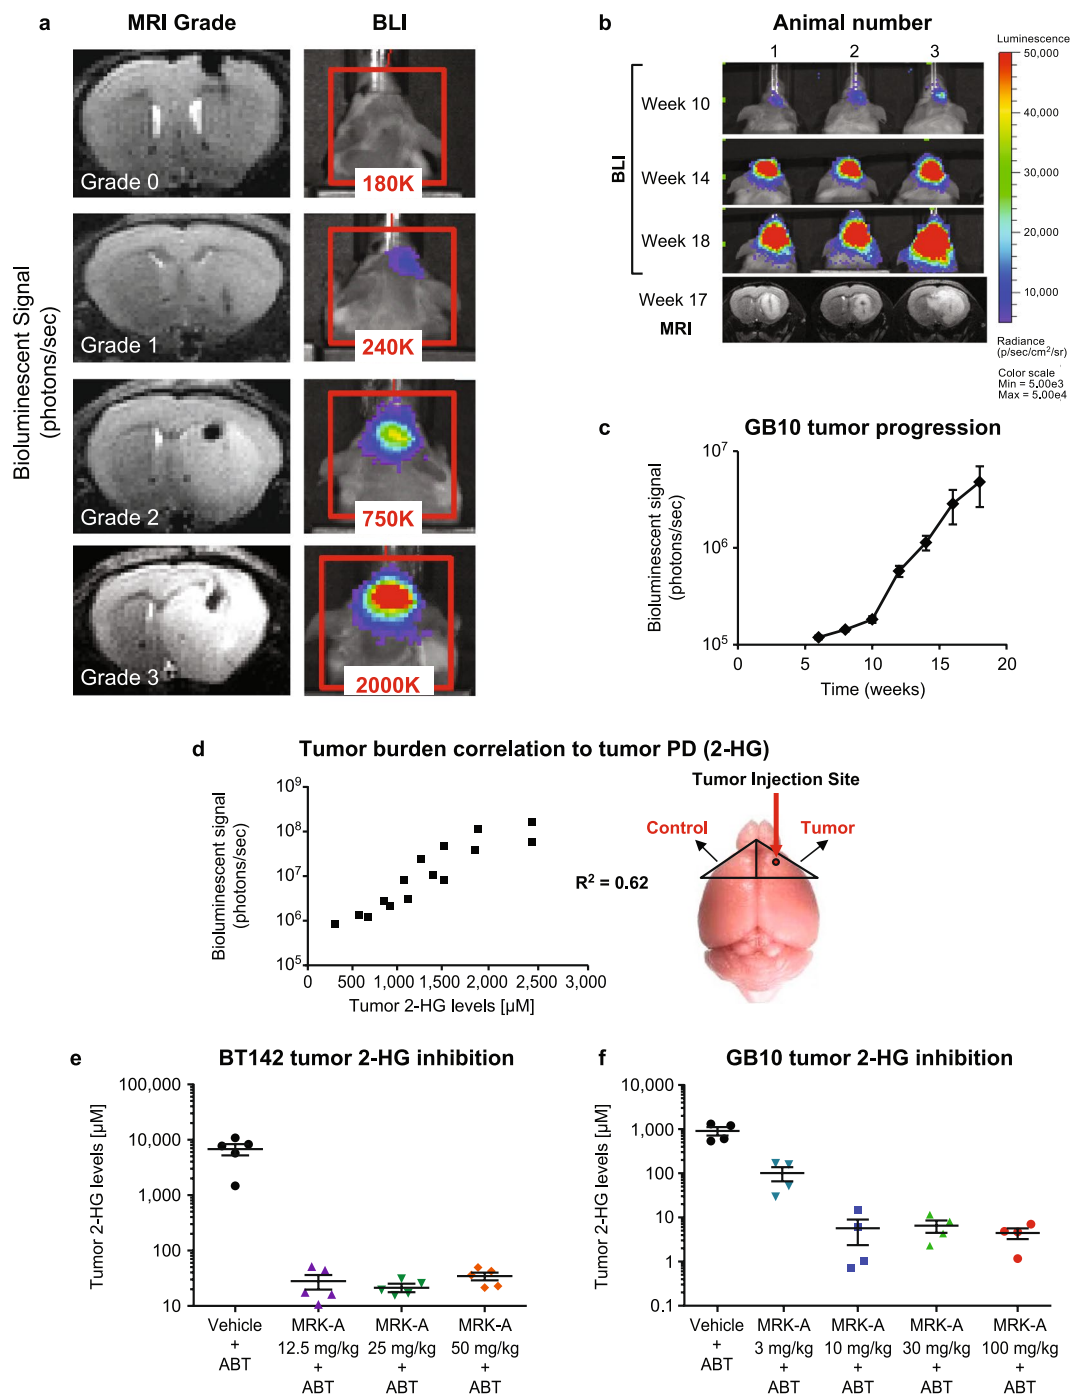 a
MRI Grade
BLI
Bioluminescent Signal
(photons/sec)
Grade 0
180K
Grade 1
240K
Grade 2
750K
Grade 3
2000K
b
Animal number
1 2 3
BLI
Week 10
Week 14
Week 18
Week 17
MRI
Luminescence
50,000
40,000
30,000
20,000
10,000
Radiance
(p/sec/cm²/sr)
Color scale
Min = 5.00e3
Max = 5.00e4
c
GB10 tumor progression
Bioluminescent signal
(photons/sec)
10⁷
10⁶
10⁵
0 5 10 15 20
Time (weeks)
d
Tumor burden correlation to tumor PD (2-HG)
Bioluminescent signal
(photons/sec)
10⁹
10⁸
10⁷
10⁶
10⁵
0 500 1,000 1,500 2,000 2,500 3,000
Tumor 2-HG levels [µM]
R² = 0.62
Tumor Injection Site
Control
Tumor
e
BT142 tumor 2-HG inhibition
Tumor 2-HG levels [µM]
100,000
10,000
1,000
100
10
Vehicle
+
ABT
MRK-A
12.5 mg/kg
+
ABT
MRK-A
25 mg/kg
+
ABT
MRK-A
50 mg/kg
+
ABT
f
GB10 tumor 2-HG inhibition
Tumor 2-HG levels [µM]
10,000
1,000
100
10
1
0.1
Vehicle
+
ABT
MRK-A
3 mg/kg
+
ABT
MRK-A
10 mg/kg
+
ABT
MRK-A
30 mg/kg
+
ABT
MRK-A
100 mg/kg
+
ABT